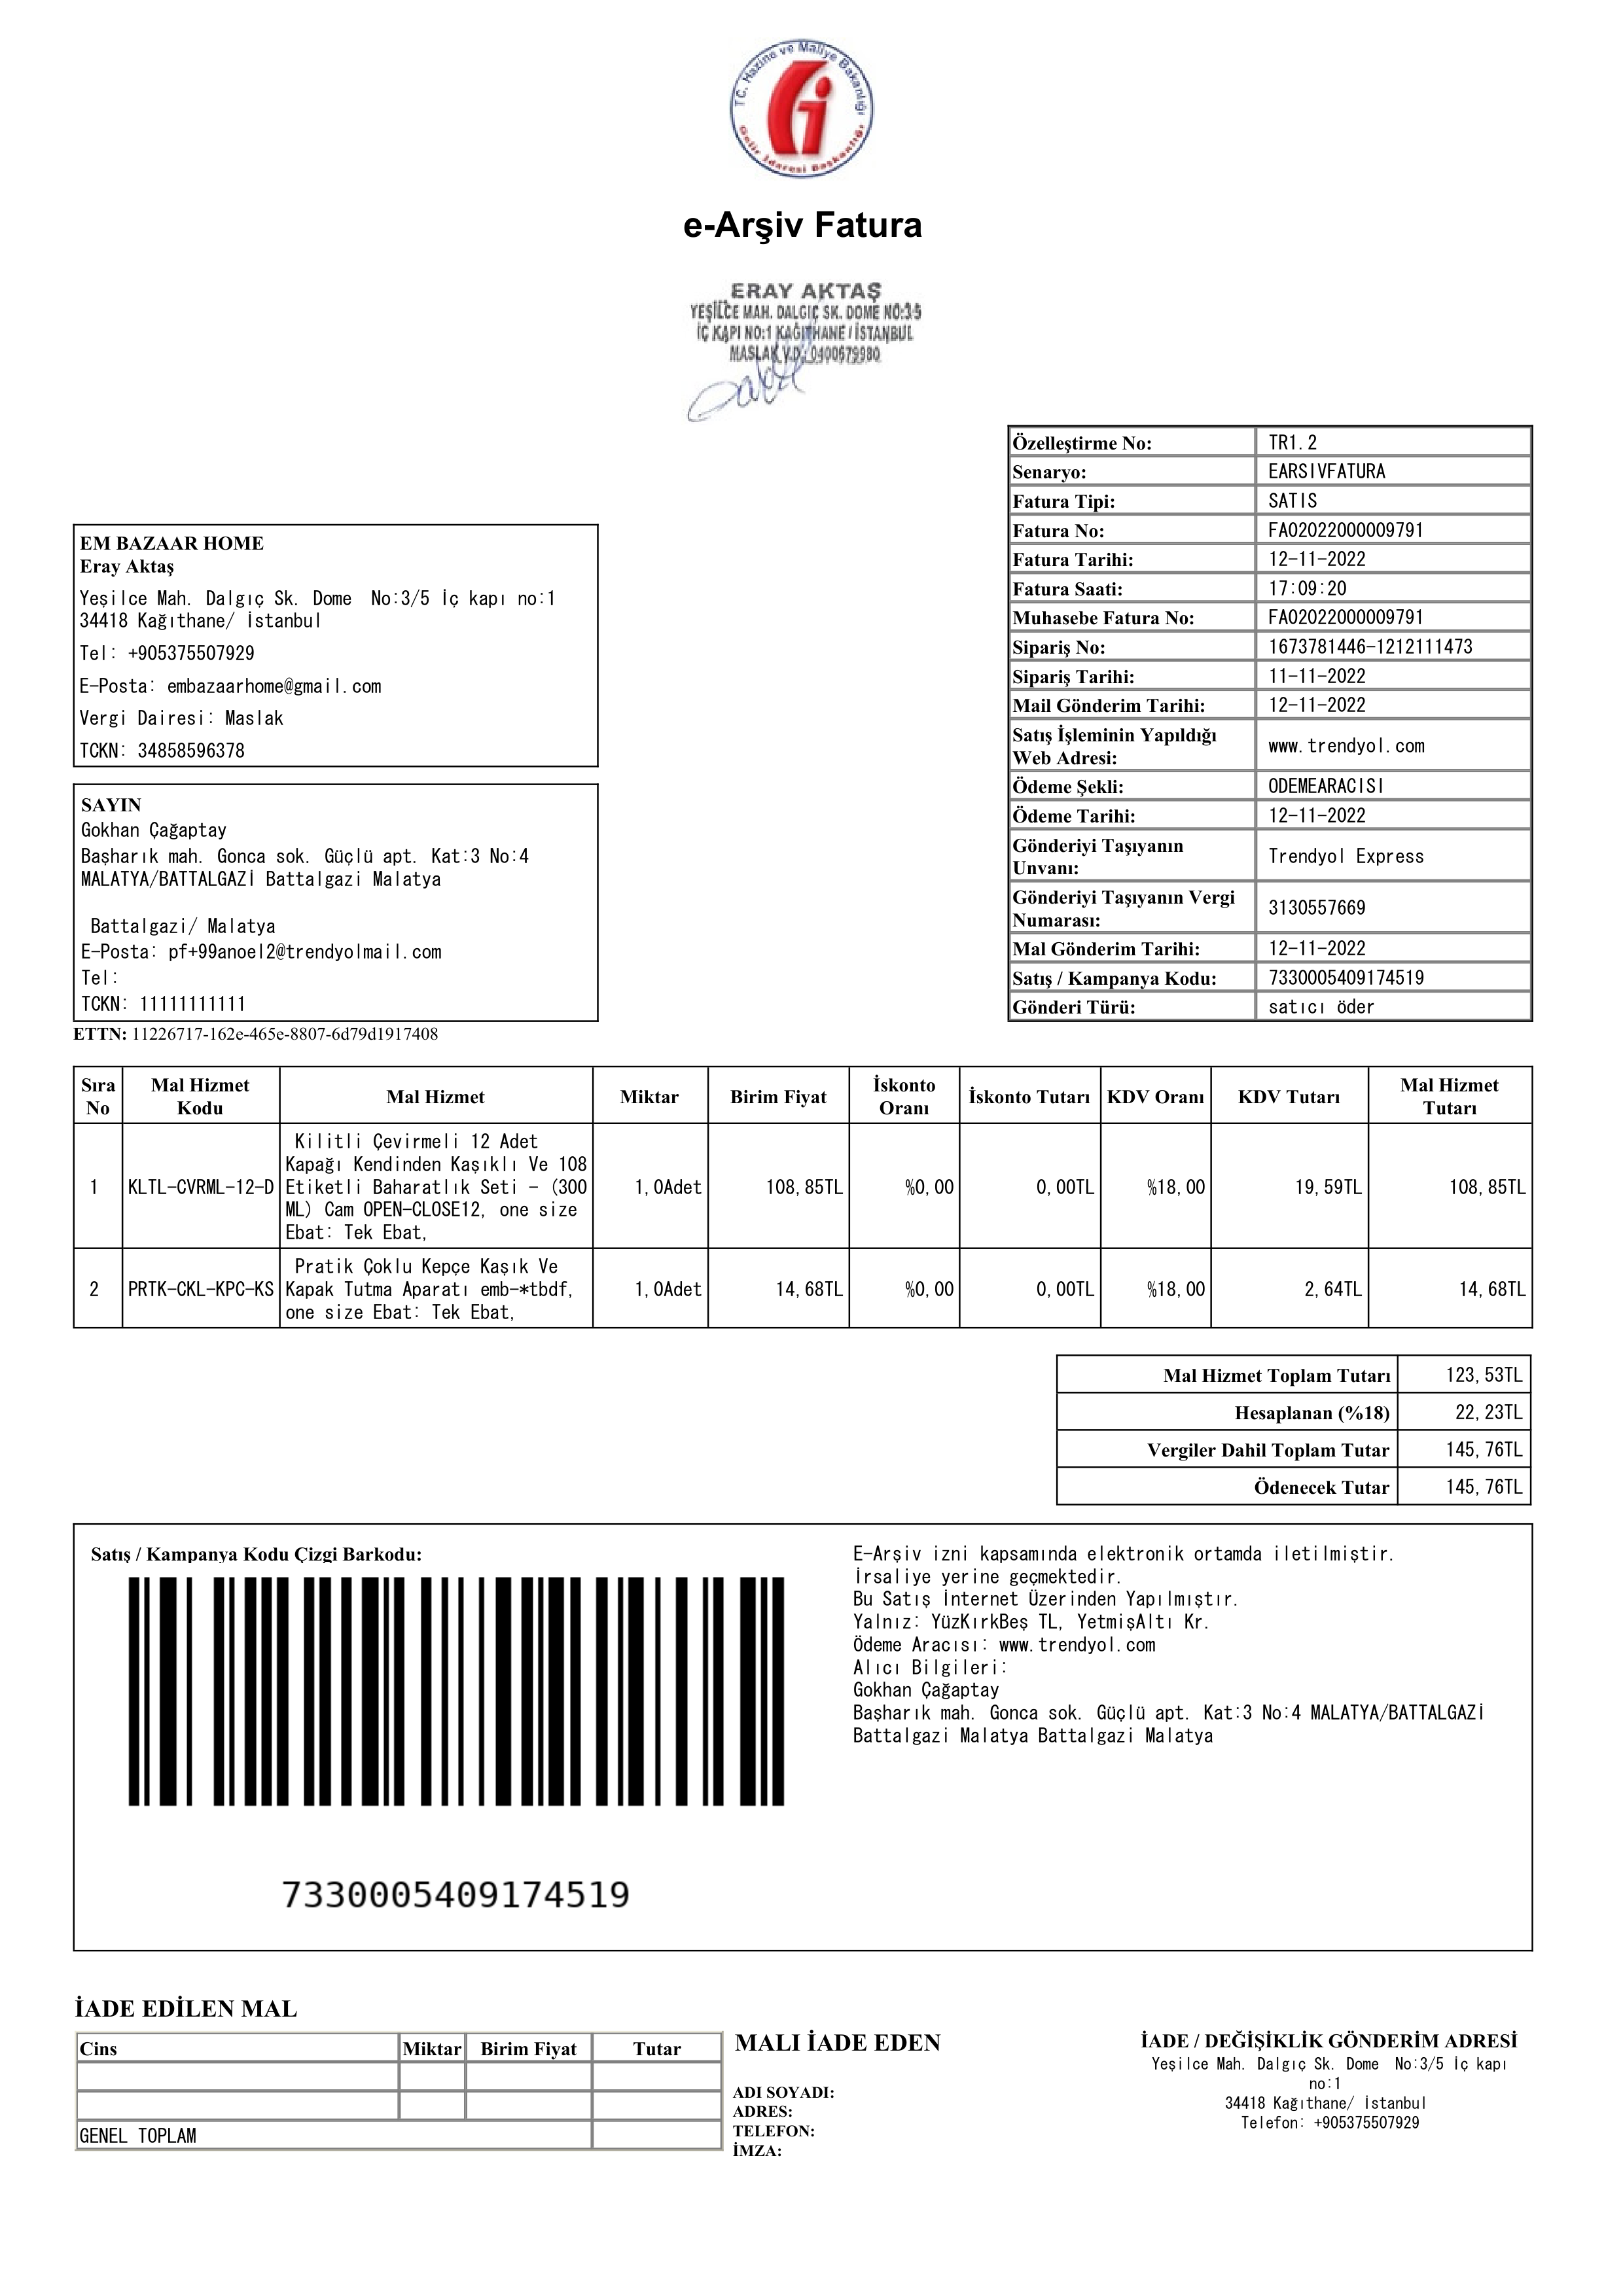 TC. Hazine ve Maliye Bakanlığı
Gelir İdaresi Başkanlığı
e-Arşiv Fatura
ERAY AKTAŞ
YEŞİLCE MAH. DALGIÇ SK. DOME NO:3/5
İÇ KAPI NO:1 KAĞITHANE / İSTANBUL
MASLAK V.D.: 0400679980
Özelleştirme No: TR1.2
Senaryo: EARSIVFATURA
Fatura Tipi: SATIS
Fatura No: FA02022000009791
Fatura Tarihi: 12-11-2022
Fatura Saati: 17:09:20
Muhasebe Fatura No: FA02022000009791
Sipariş No: 1673781446-1212111473
Sipariş Tarihi: 11-11-2022
Mail Gönderim Tarihi: 12-11-2022
Satış İşleminin Yapıldığı
Web Adresi: www.trendyol.com
Ödeme Şekli: ODEMEARACISI
Ödeme Tarihi: 12-11-2022
Gönderiyi Taşıyanın
Unvanı: Trendyol Express
Gönderiyi Taşıyanın Vergi
Numarası: 3130557669
Mal Gönderim Tarihi: 12-11-2022
Satış / Kampanya Kodu: 7330005409174519
Gönderi Türü: satıcı öder
EM BAZAAR HOME
Eray Aktaş
Yeşilce Mah. Dalgıç Sk. Dome No:3/5 İç kapı no:1
34418 Kağıthane/ İstanbul
Tel: +905375507929
E-Posta: embazaarhome@gmail.com
Vergi Dairesi: Maslak
TCKN: 34858596378
SAYIN
Gokhan Çağaptay
Başharık mah. Gonca sok. Güçlü apt. Kat:3 No:4
MALATYA/BATTALGAZİ Battalgazi Malatya
Battalgazi/ Malatya
E-Posta: pf+99anoel2@trendyolmail.com
Tel:
TCKN: 11111111111
ETTN: 11226717-162e-465e-8807-6d79d1917408
Sıra No Mal Hizmet Kodu Mal Hizmet Miktar Birim Fiyat İskonto Oranı İskonto Tutarı KDV Oranı KDV Tutarı Mal Hizmet Tutarı
Kilitli Çevirmeli 12 Adet
Kapağı Kendinden Kaşıklı Ve 108
1 KLTL-CVRML-12-D Etiketli Baharatlık Seti - (300 1,0Adet 108,85TL %0,00 0,00TL %18,00 19,59TL 108,85TL
ML) Cam OPEN-CLOSE12, one size
Ebat: Tek Ebat,
Pratik Çoklu Kepçe Kaşık Ve
2 PRTK-CKL-KPC-KS Kapak Tutma Aparatı emb-*tbdf, 1,0Adet 14,68TL %0,00 0,00TL %18,00 2,64TL 14,68TL
one size Ebat: Tek Ebat,
Mal Hizmet Toplam Tutarı 123,53TL
Hesaplanan (%18) 22,23TL
Vergiler Dahil Toplam Tutar 145,76TL
Ödenecek Tutar 145,76TL
Satış / Kampanya Kodu Çizgi Barkodu:
7330005409174519
E-Arşiv izni kapsamında elektronik ortamda iletilmiştir.
İrsaliye yerine geçmektedir.
Bu Satış İnternet Üzerinden Yapılmıştır.
Yalnız: YüzKırkBeş TL, YetmişAltı Kr.
Ödeme Aracısı: www.trendyol.com
Alıcı Bilgileri:
Gokhan Çağaptay
Başharık mah. Gonca sok. Güçlü apt. Kat:3 No:4 MALATYA/BATTALGAZİ
Battalgazi Malatya Battalgazi Malatya
İADE EDİLEN MAL
Cins Miktar Birim Fiyat Tutar
GENEL TOPLAM
MALI İADE EDEN
ADI SOYADI:
ADRES:
TELEFON:
İMZA:
İADE / DEĞİŞİKLİK GÖNDERİM ADRESİ
Yeşilce Mah. Dalgıç Sk. Dome No:3/5 İç kapı
no:1
34418 Kağıthane/ İstanbul
Telefon: +905375507929